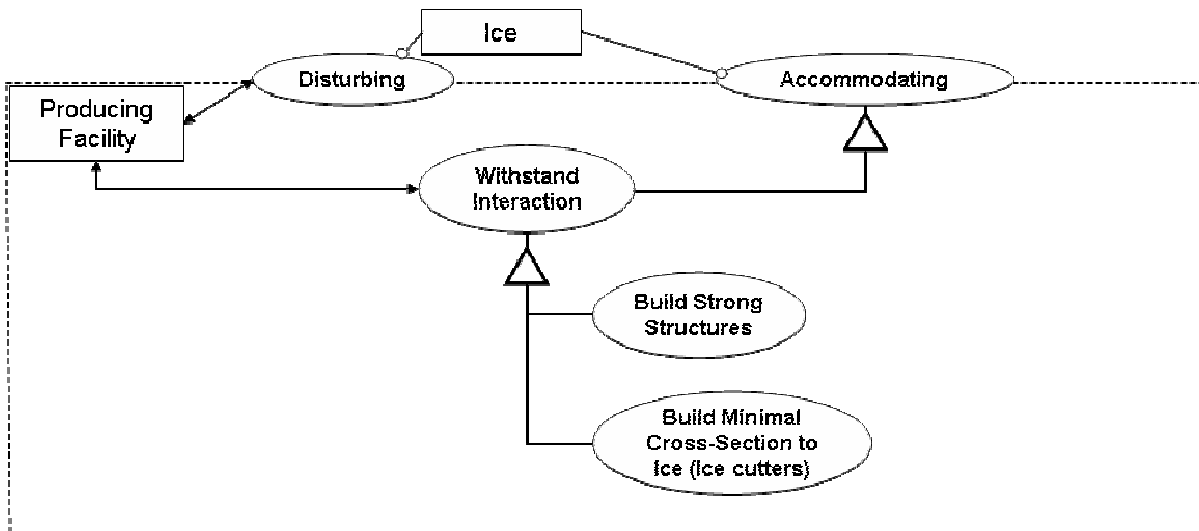 Ice
Disturbing
Accommodating
Producing
Facility
Withstand
Interaction
Build Strong
Structures
Build Minimal
Cross-Section to
Ice (Ice cutters)